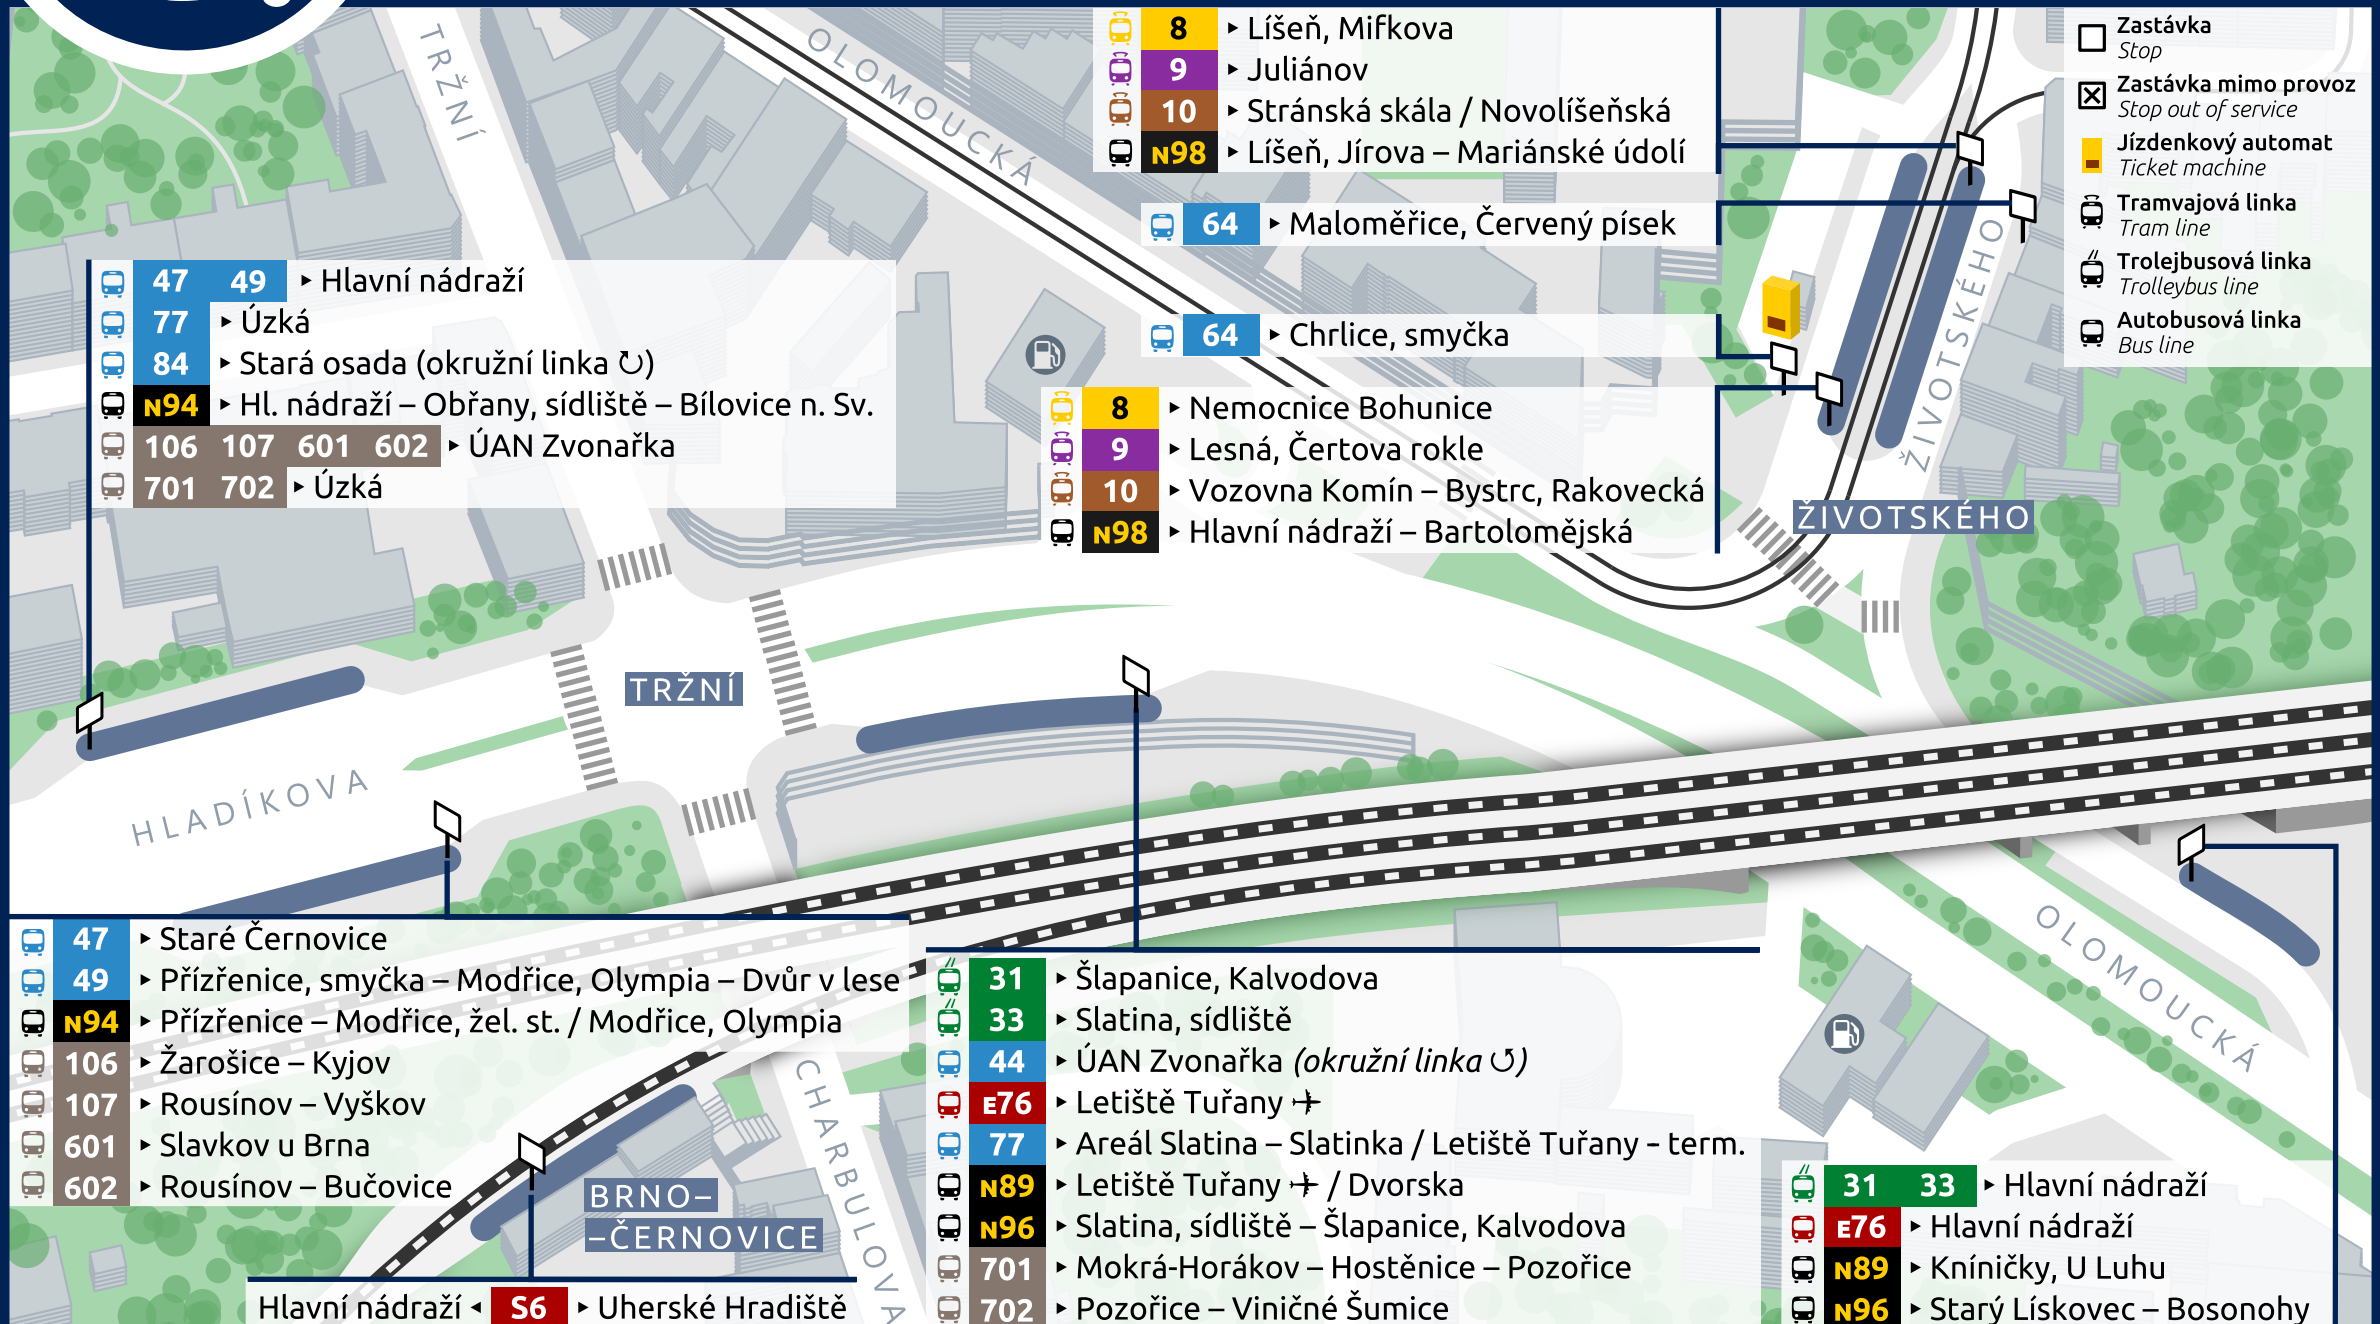 TRŽNÍ
OLOMOUCKÁ
8 ▸ Líšeň, Mifkova
9 ▸ Juliánov
10 ▸ Stránská skála / Novolíšeňská
N98 ▸ Líšeň, Jírova – Mariánské údolí
64 ▸ Maloměřice, Červený písek
64 ▸ Chrlice, smyčka
8 ▸ Nemocnice Bohunice
9 ▸ Lesná, Čertova rokle
10 ▸ Vozovna Komín – Bystrc, Rakovecká
N98 ▸ Hlavní nádraží – Bartolomějská
Zastávka
Stop
Zastávka mimo provoz
Stop out of service
Jízdenkový automat
Ticket machine
Tramvajová linka
Tram line
Trolejbusová linka
Trolleybus line
Autobusová linka
Bus line
ŽIVOTSKÉHO
ŽIVOTSKÉHO
47 49 ▸ Hlavní nádraží
77 ▸ Úzká
84 ▸ Stará osada (okružní linka ↻)
N94 ▸ Hl. nádraží – Obřany, sídliště – Bílovice n. Sv.
106 107 601 602 ▸ ÚAN Zvonařka
701 702 ▸ Úzká
TRŽNÍ
HLADÍKOVA
47 ▸ Staré Černovice
49 ▸ Přízřenice, smyčka – Modřice, Olympia – Dvůr v lese
N94 ▸ Přízřenice – Modřice, žel. st. / Modřice, Olympia
106 ▸ Žarošice – Kyjov
107 ▸ Rousínov – Vyškov
601 ▸ Slavkov u Brna
602 ▸ Rousínov – Bučovice
BRNO–
–ČERNOVICE
Hlavní nádraží ◂ S6 ▸ Uherské Hradiště
CHARBULOVA
31 ▸ Šlapanice, Kalvodova
33 ▸ Slatina, sídliště
44 ▸ ÚAN Zvonařka (okružní linka ↺)
E76 ▸ Letiště Tuřany ✈
77 ▸ Areál Slatina – Slatinka / Letiště Tuřany - term.
N89 ▸ Letiště Tuřany ✈ / Dvorska
N96 ▸ Slatina, sídliště – Šlapanice, Kalvodova
701 ▸ Mokrá-Horákov – Hostěnice – Pozořice
702 ▸ Pozořice – Viničné Šumice
OLOMOUCKÁ
31 33 ▸ Hlavní nádraží
E76 ▸ Hlavní nádraží
N89 ▸ Kníničky, U Luhu
N96 ▸ Starý Lískovec – Bosonohy